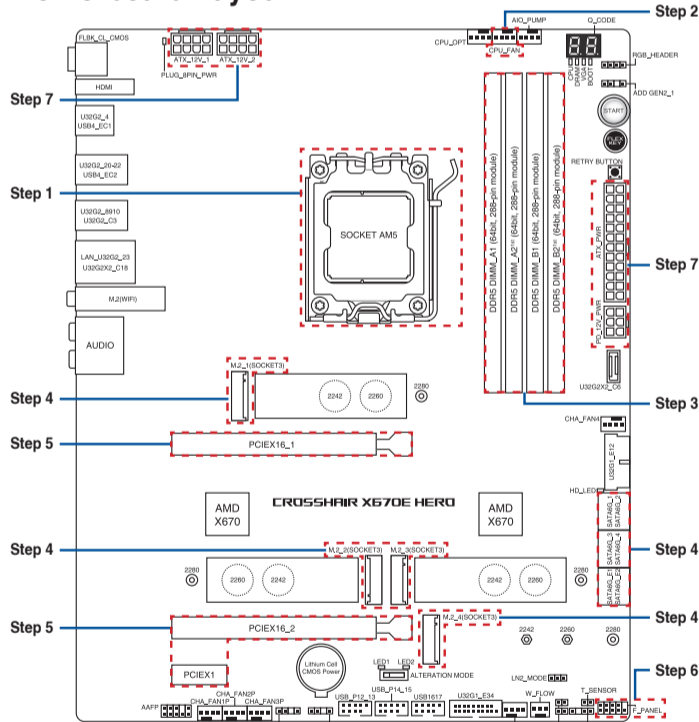 Step 2
AIO_PUMP
Q_CODE
FLBK_CL_CMOS
CPU_OPT
CPU_FAN
ATX_12V_1
ATX_12V_2
PLUG_8PIN_PWR
RGB_HEADER
CPU
DRAM
VGA
BOOT
HDMI
ADD GEN2_1
Step 7
START
U32G2_4
USB4_EC1
FLEX
KEY
RETRY BUTTON
U32G2_20-22
USB4_EC2
Step 1
U32G2_8910
U32G2_C3
SOCKET AM5
DDR5 DIMM_A1 (64bit, 288-pin module)
DDR5 DIMM_A2 (64bit, 288-pin module)
DDR5 DIMM_B1 (64bit, 288-pin module)
DDR5 DIMM_B2 (64bit, 288-pin module)
ATX_PWR
Step 7
LAN_U32G2_23
U32G2X2_C18
M.2(WIFI)
PD_12V_PWR
AUDIO
M.2_1(SOCKET3)
U32G2X2_C6
2280
2242
2260
Step 4
Step 3
CHA_FAN4
Step 5
PCIEX16_1
U32G1_E12
HD_LED
AMD
X670
CROSSHAIR X670E HERO
AMD
X670
SATA6G_1
SATA6G_2
SATA6G_3
SATA6G_4
SATA6G_E1
SATA6G_E2
Step 4
M.2_2(SOCKET3)
M.2_3(SOCKET3)
Step 4
2280
2260
2242
2242
2260
2280
M.2_4(SOCKET3)
Step 4
Step 5
PCIEX16_2
2242
2260
2280
PCIEX1
Lithium Cell
CMOS Power
LED1
LED2
ALTERATION MODE
LN2_MODE
Step 6
AAFP
CHA_FAN1P
CHA_FAN2P
CHA_FAN3P
USB_P12_13
USB_P14_15
USB1617
U32G1_E34
W_FLOW
T_SENSOR
F_PANEL